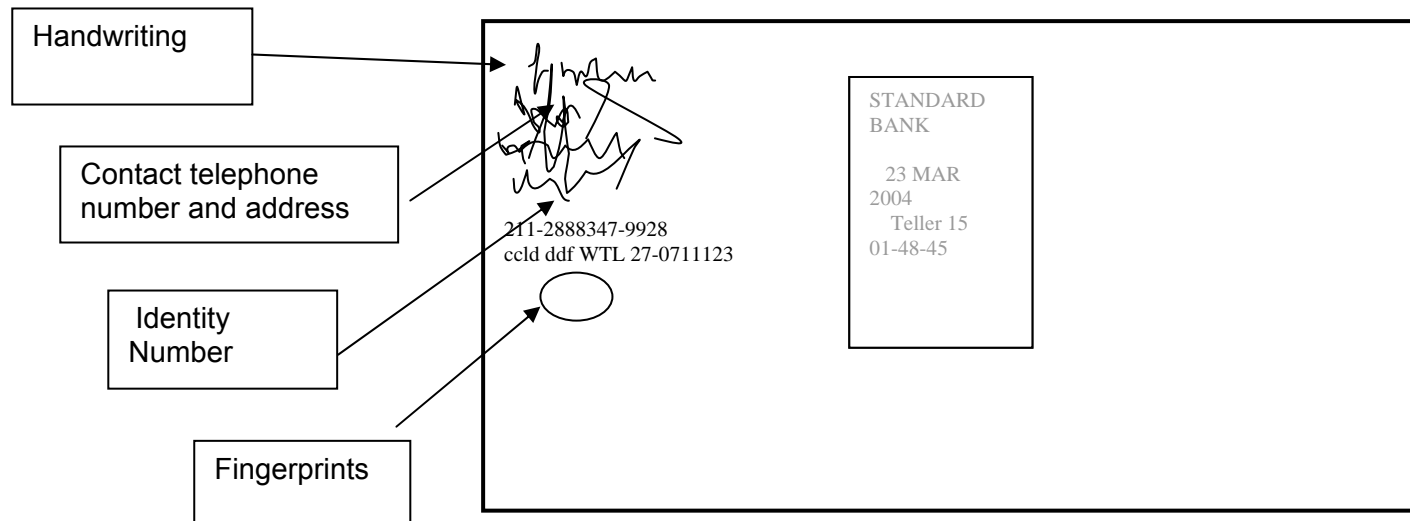 Handwriting
Contact telephone
number and address
Identity
Number
Fingerprints
211-2888347-9928
ccld ddf WTL 27-0711123
STANDARD
BANK
23 MAR
2004
Teller 15
01-48-45